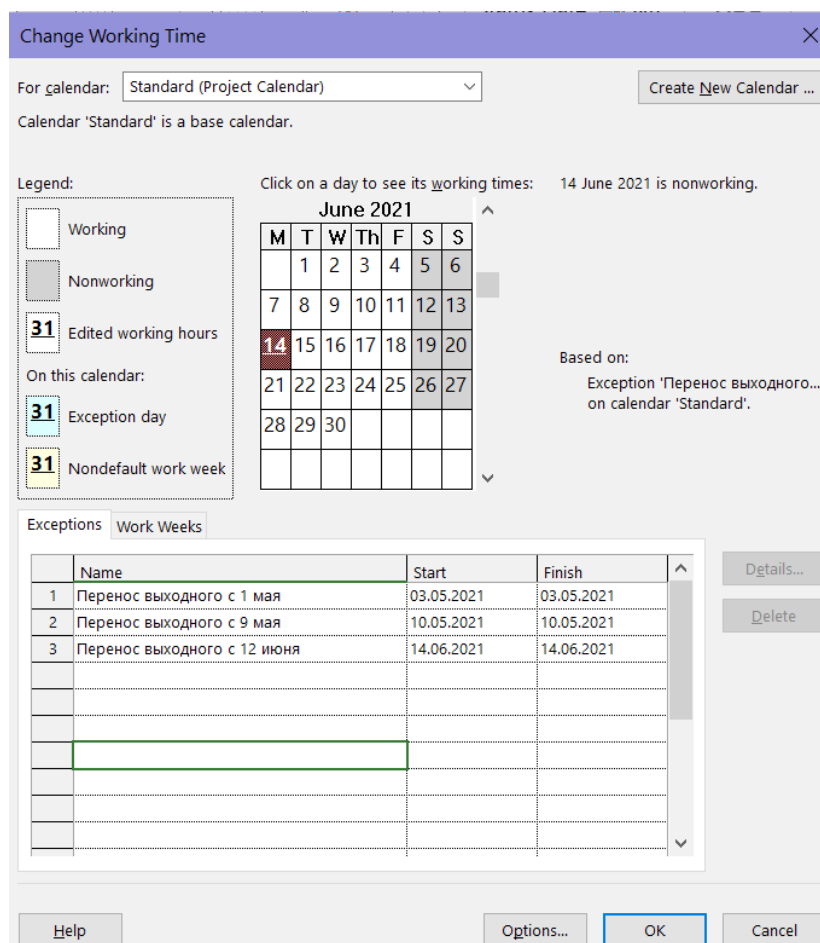 Change Working Time
For calendar: Standard (Project Calendar)
Create New Calendar ...
Calendar 'Standard' is a base calendar.
Legend:
Working
Nonworking
31 Edited working hours
On this calendar:
31 Exception day
31 Nondefault work week
Click on a day to see its working times:
June 2021
M T W Th F S S
1 2 3 4 5 6
7 8 9 10 11 12 13
14 15 16 17 18 19 20
21 22 23 24 25 26 27
28 29 30
14 June 2021 is nonworking.
Based on:
Exception 'Перенос выходного...
on calendar 'Standard'.
Exceptions Work Weeks
Name Start Finish
1 Перенос выходного с 1 мая 03.05.2021 03.05.2021
2 Перенос выходного с 9 мая 10.05.2021 10.05.2021
3 Перенос выходного с 12 июня 14.06.2021 14.06.2021
Details...
Delete
Help Options... OK Cancel